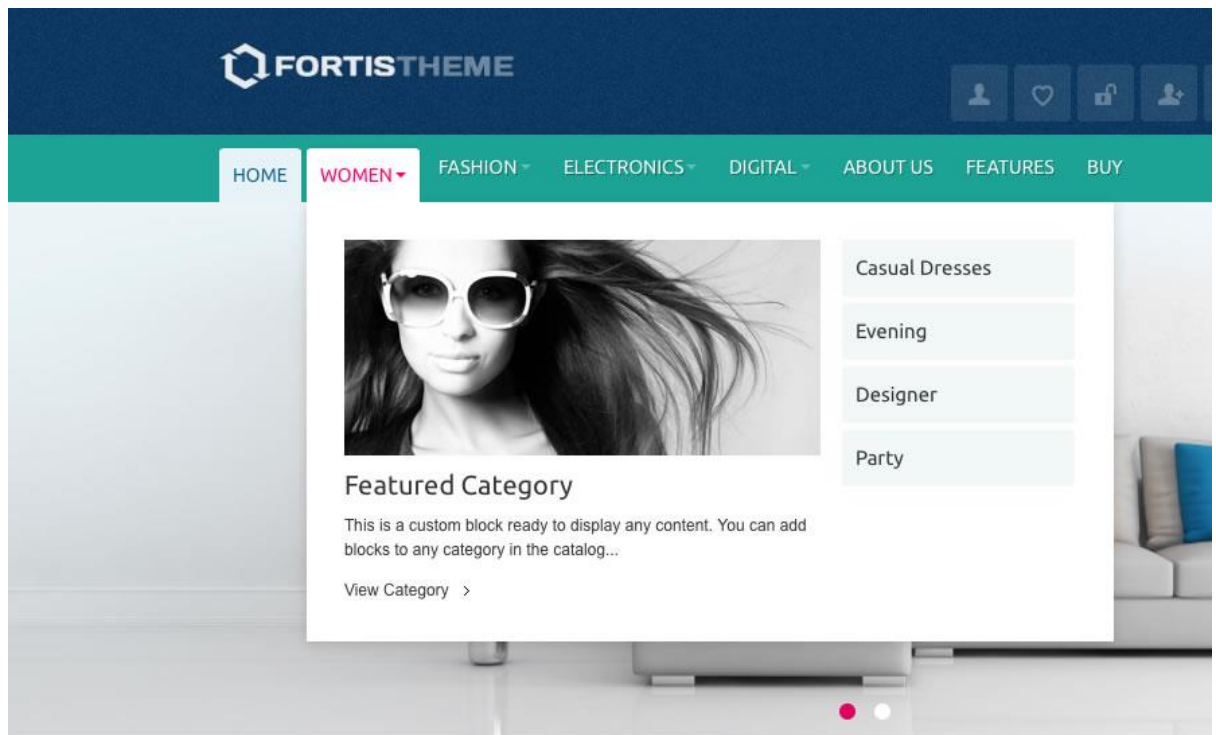 FORTISTHEME
HOME WOMEN FASHION ELECTRONICS DIGITAL ABOUT US FEATURES BUY
Casual Dresses
Evening
Designer
Party
Featured Category
This is a custom block ready to display any content. You can add
blocks to any category in the catalog...
View Category >